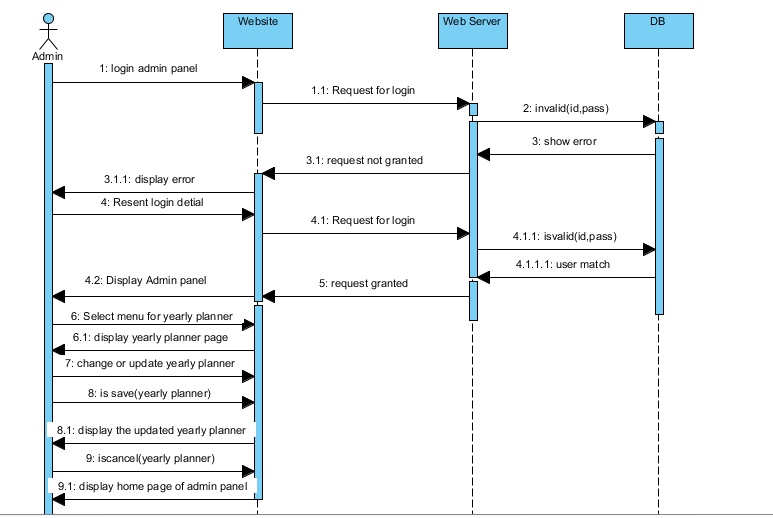 Website
Web Server
DB
Admin
1: login admin panel
1.1: Request for login
2: invalid(id,pass)
3: show error
3.1: request not granted
3.1.1: display error
4: Resent login detial
4.1: Request for login
4.1.1: isvalid(id,pass)
4.1.1.1: user match
4.2: Display Admin panel
5: request granted
6: Select menu for yearly planner
6.1: display yearly planner page
7: change or update yearly planner
8: is save(yearly planner)
8.1: display the updated yearly planner
9: iscancel(yearly planner)
9.1: display home page of admin panel